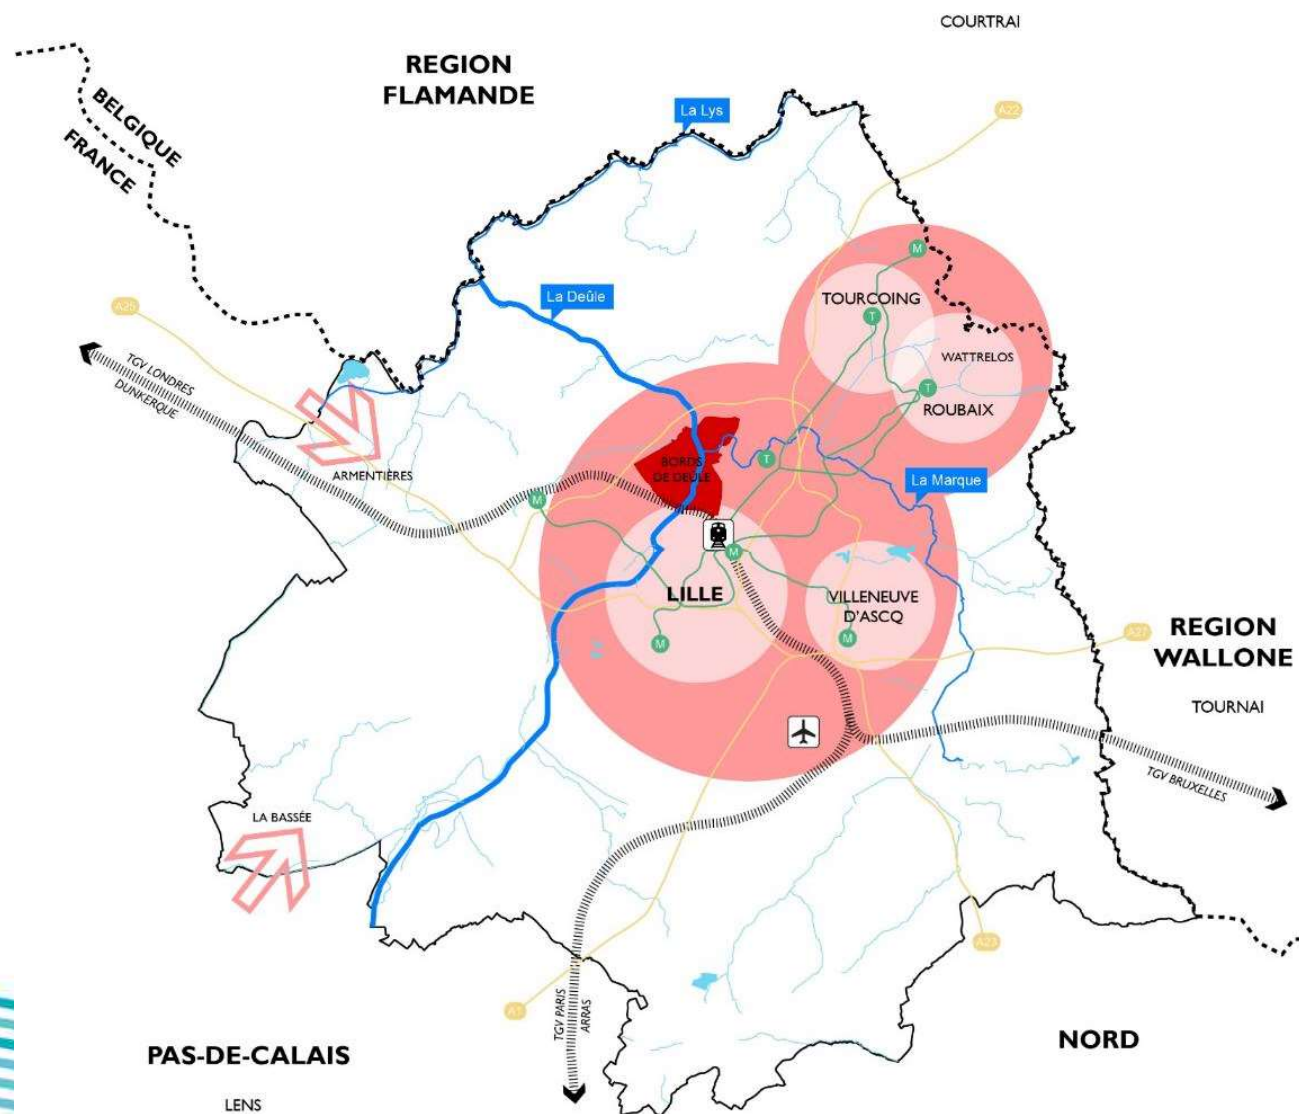 COURTRAI
REGION
FLAMANDE
BELGIQUE
FRANCE
La Lys
A22
M
La Deûle
A25
TOURCOING
T
WATTRELOS
TGV LONDRES
DUNKERQUE
T
ROUBAIX
BORDS
DE DEÛLE
T
ARMENTIÈRES
La Marque
M
M
LILLE
VILLENEUVE
D'ASCQ
M
M
A27
REGION
WALLONE
TOURNAI
TGV BRUXELLES
LA BASSÉE
A23
A1
TGV PARIS
ARRAS
PAS-DE-CALAIS
NORD
LENS